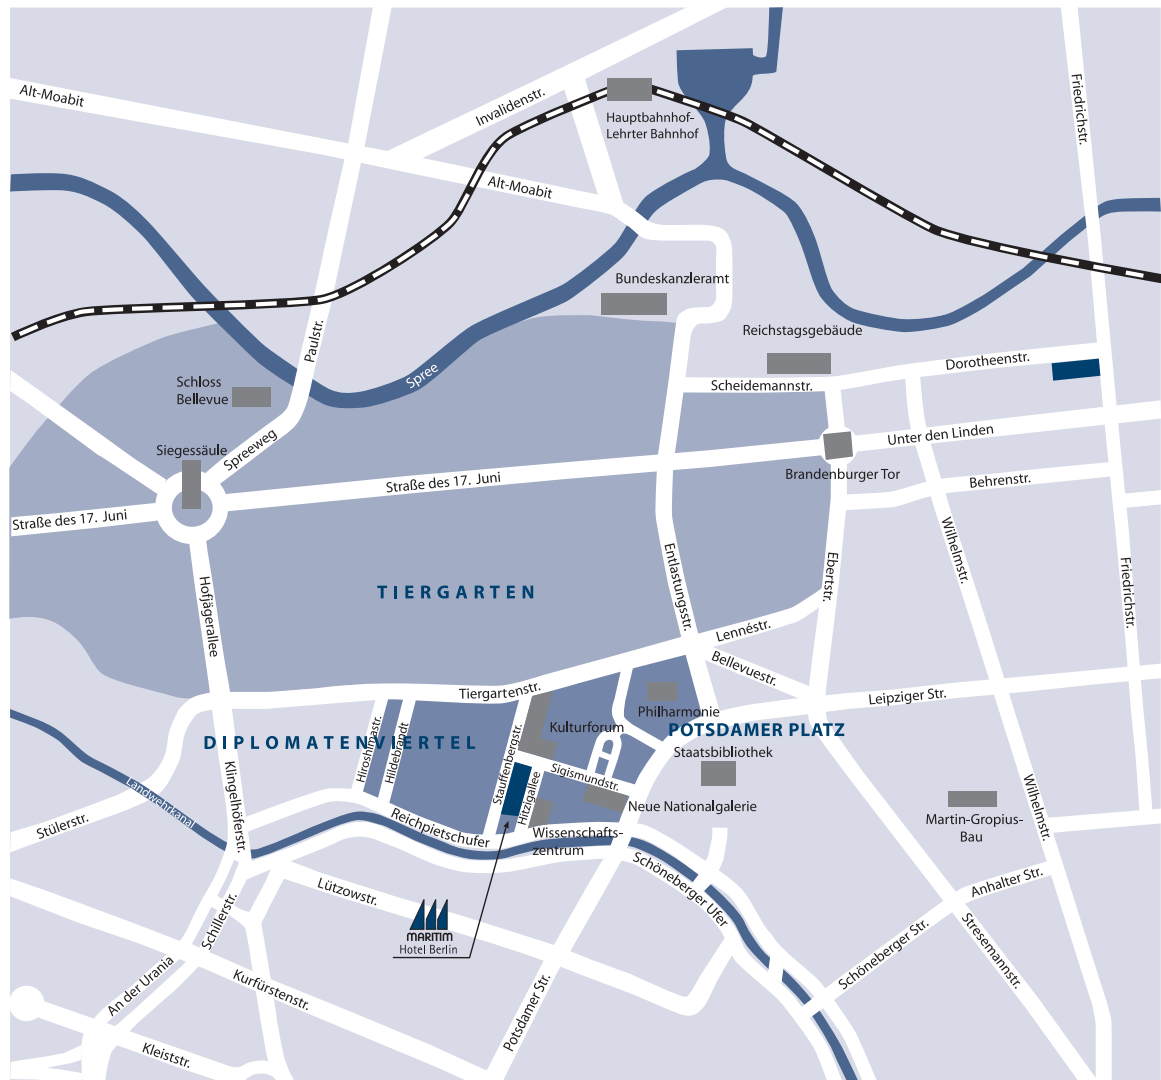 Alt-Moabit
Invalidenstr.
Friedrichstr.
Hauptbahnhof-
Lehrter Bahnhof
Alt-Moabit
Bundeskanzleramt
Reichstagsgebäude
Paulstr.
Dorotheenstr.
Spree
Schloss
Bellevue
Scheidemannstr.
Siegessäule
Spreeweg
Unter den Linden
Brandenburger Tor
Straße des 17. Juni
Behrenstr.
Straße des 17. Juni
Wilhelmstr.
Entlastungsstr.
Ebertstr.
Friedrichstr.
Hofjägerallee
TIERGARTEN
Lennéstr.
Bellevuestr.
Tiergartenstr.
Leipziger Str.
Philharmonie
Kulturforum
POTSDAMER PLATZ
DIPLOMATENVIERTEL
Hiroshimastr.
Hildebrandt
Stauffenbergstr.
Staatsbibliothek
Sigismundstr.
Klingelhöferstr.
Hitzigallee
Landwehrkanal
Neue Nationalgalerie
Wilhelmstr.
Stülerstr.
Reichpietschufer
Martin-Gropius-
Bau
Wissenschafts-
zentrum
Schöneberger Ufer
Lützowstr.
Anhalter Str.
Schillerstr.
MARITIM
Hotel Berlin
Stresemannstr.
Schöneberger Str.
An der Urania
Kurfürstenstr.
Potsdamer Str.
Kleiststr.